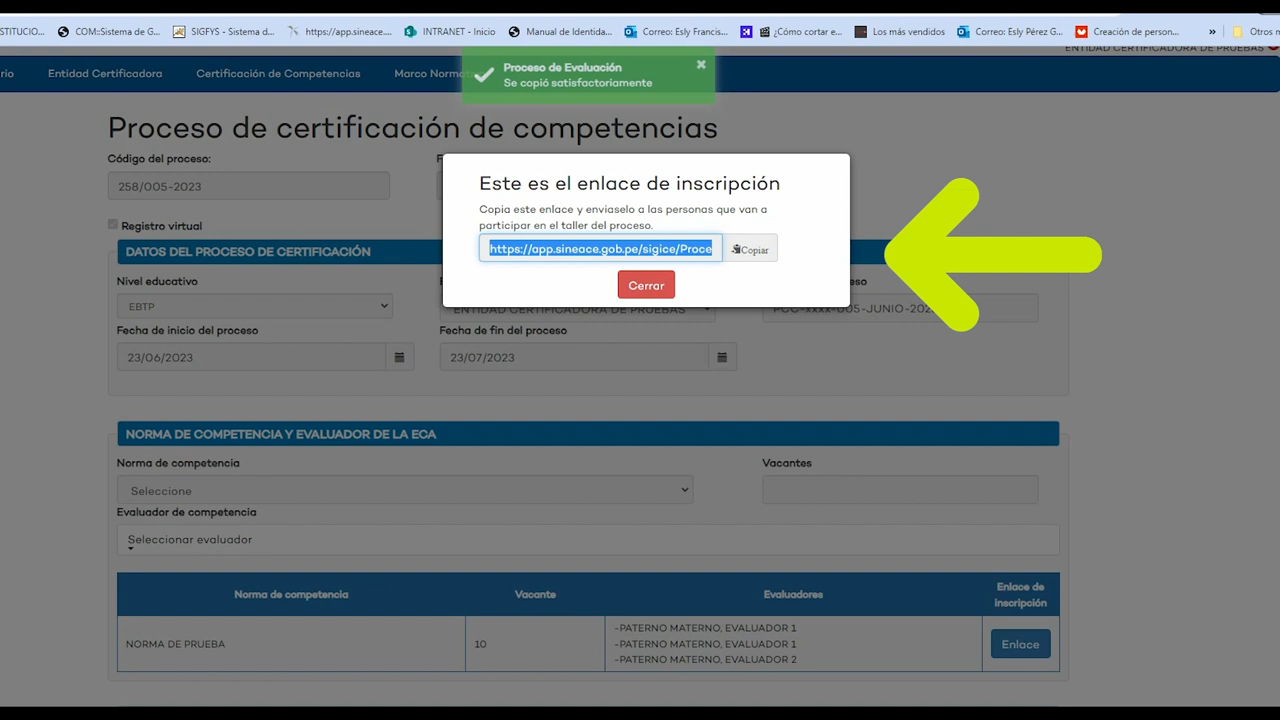 STITUCIO...
COM::Sistema de G...
SIGFYS - Sistema d...
https://app.sineace...
INTRANET - Inicio
Manual de Identida...
Correo: Esly Francis...
¿Cómo cortar e...
Los más vendidos
Correo: Esly Pérez G...
Creación de person...
»
Otros m
ENTIDAD CERTIFICADORA DE PRUEBAS
rio
Entidad Certificadora
Certificación de Competencias
Marco Norma
Proceso de Evaluación
Se copió satisfactoriamente
Proceso de certificación de competencias
Código del proceso:
258/005-2023
Registro virtual
Este es el enlace de inscripción
Copia este enlace y enviaselo a las personas que van a
participar en el taller del proceso.
https://app.sineace.gob.pe/sigice/Proce
Copiar
Cerrar
DATOS DEL PROCESO DE CERTIFICACIÓN
Nivel educativo
eso
EBTP
ENTIDAD CERTIFICADORA DE PRUEBAS
PCC-xxxx-005-JUNIO-202
Fecha de inicio del proceso
Fecha de fin del proceso
23/06/2023
23/07/2023
NORMA DE COMPETENCIA Y EVALUADOR DE LA ECA
Norma de competencia
Vacantes
Seleccione
Evaluador de competencia
Seleccionar evaluador
Norma de competencia
Vacante
Evaluadores
Enlace de
inscripción
NORMA DE PRUEBA
10
-PATERNO MATERNO, EVALUADOR 1
-PATERNO MATERNO, EVALUADOR 1
-PATERNO MATERNO, EVALUADOR 2
Enlace